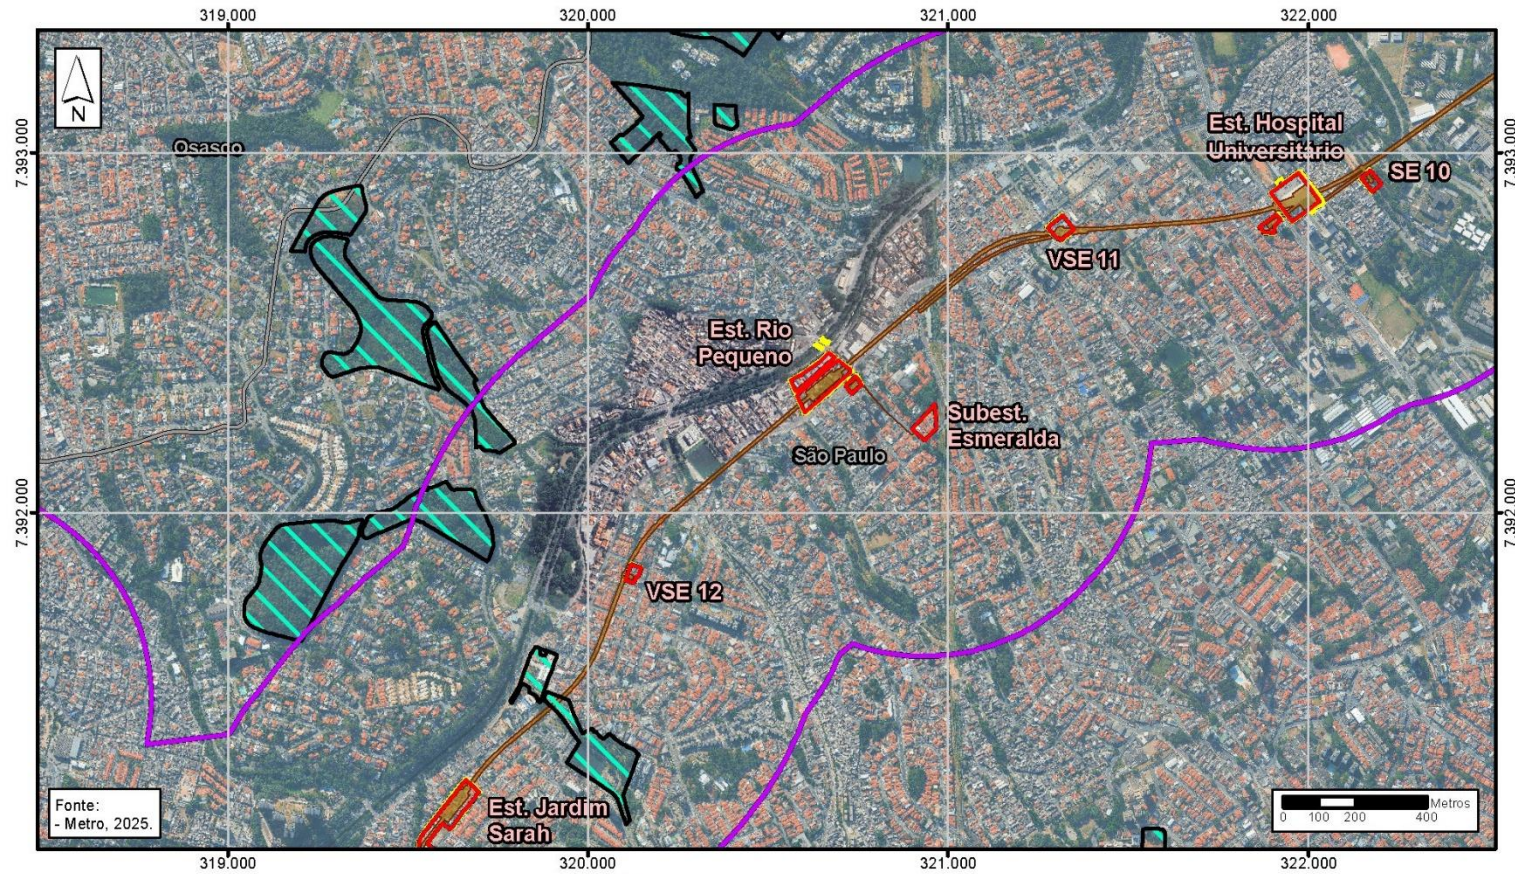 319.000
320.000
321.000
322.000
N
Osasco
7.393.000
7.393.000
Est. Hospital
Universitário
SE 10
VSE 11
Est. Rio
Pequeno
Subest.
Esmeralda
São Paulo
7.392.000
7.392.000
VSE 12
Est. Jardim
Sarah
Fonte:
- Metro, 2025.
Metros
0 100 200 400
319.000
320.000
321.000
322.000